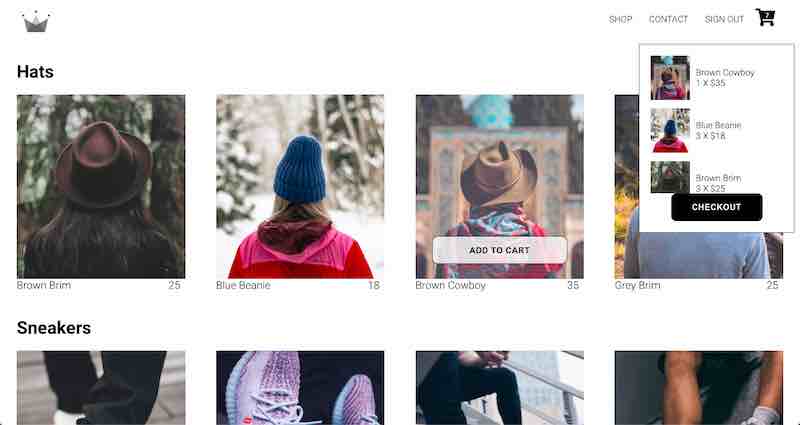 SHOP CONTACT SIGN OUT 7
Hats
Brown Cowboy
1 X $35
Blue Beanie
3 X $18
Brown Brim
3 X $25
CHECKOUT
ADD TO CART
Brown Brim 25
Blue Beanie 18
Brown Cowboy 35
Grey Brim 25
Sneakers